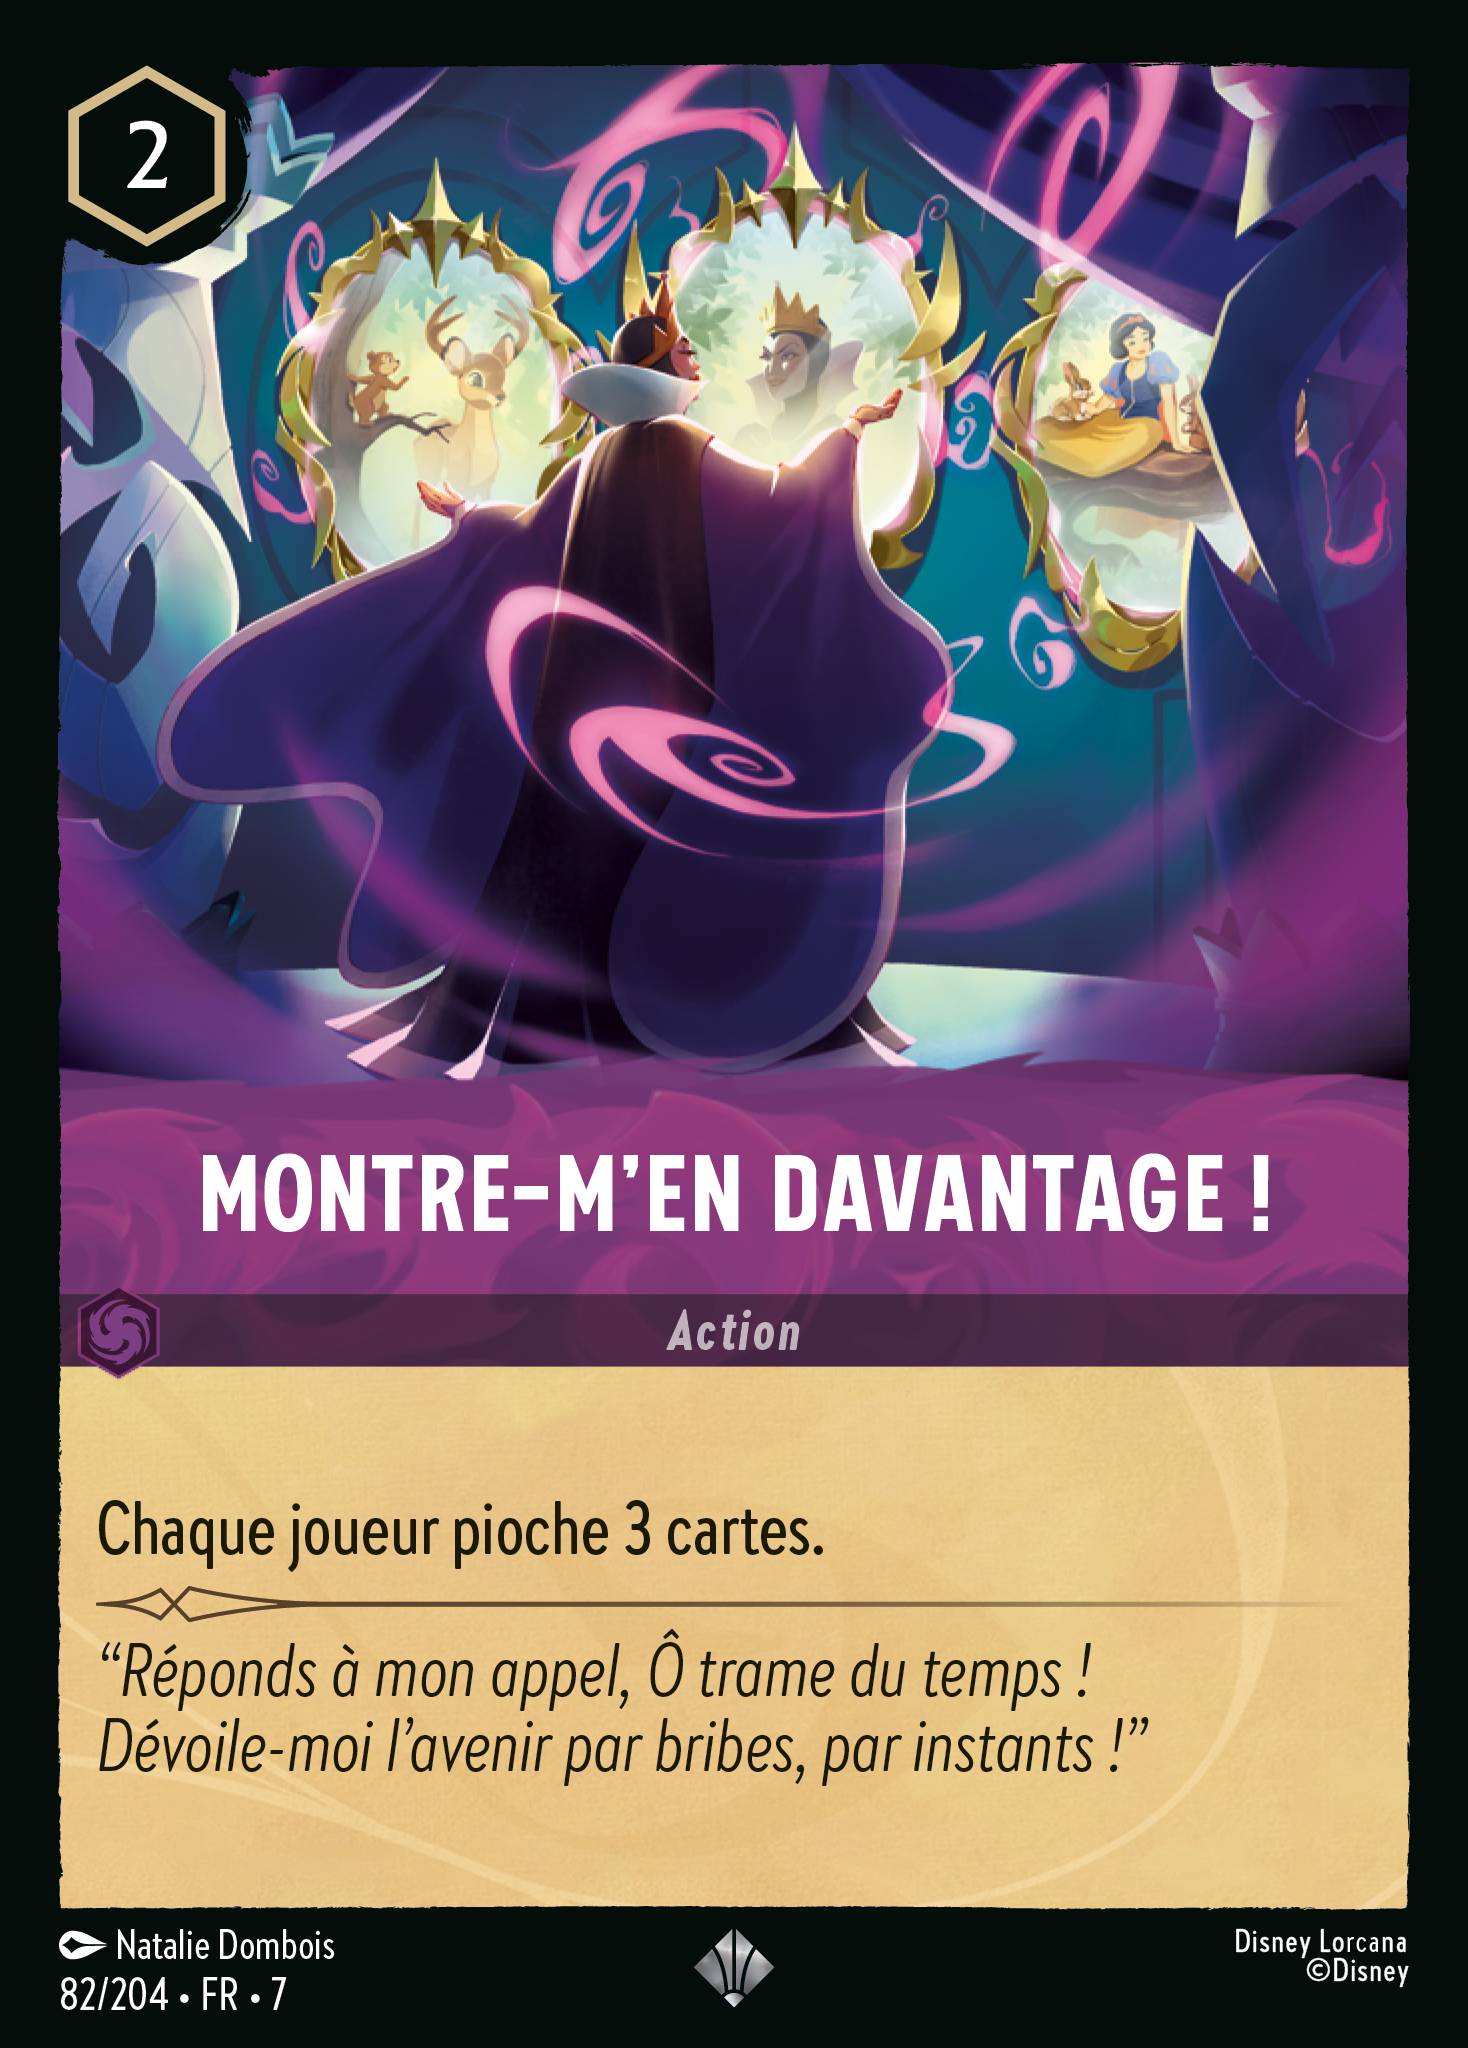 2
MONTRE-M’EN DAVANTAGE !
Action
Chaque joueur pioche 3 cartes.
“Réponds à mon appel, Ô trame du temps !
Dévoile-moi l’avenir par bribes, par instants !”
Natalie Dombois
82/204 • FR • 7
Disney Lorcana
©Disney